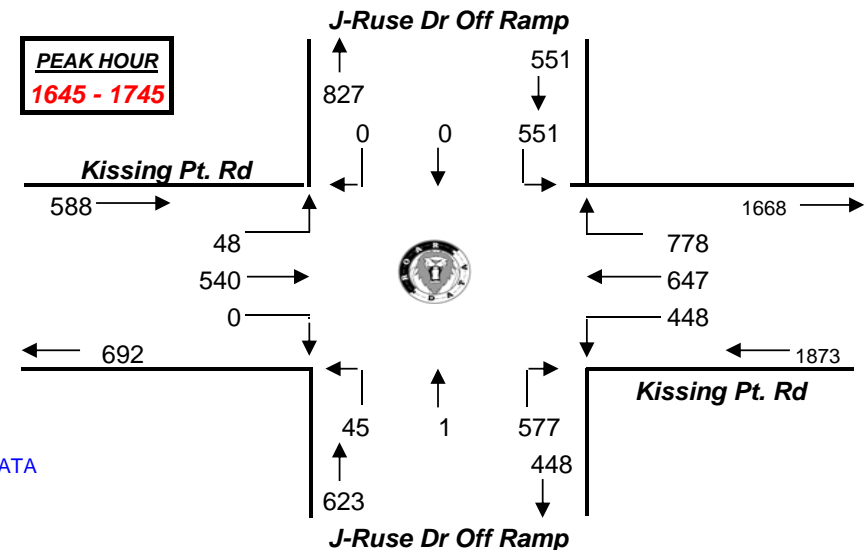 J-Ruse Dr Off Ramp
PEAK HOUR
1645 - 1745
551
827
0 0 551
Kissing Pt. Rd
588
1668
48
778
540
647
0
448
692
1873
Kissing Pt. Rd
45 1 577
ATA
448
623
J-Ruse Dr Off Ramp